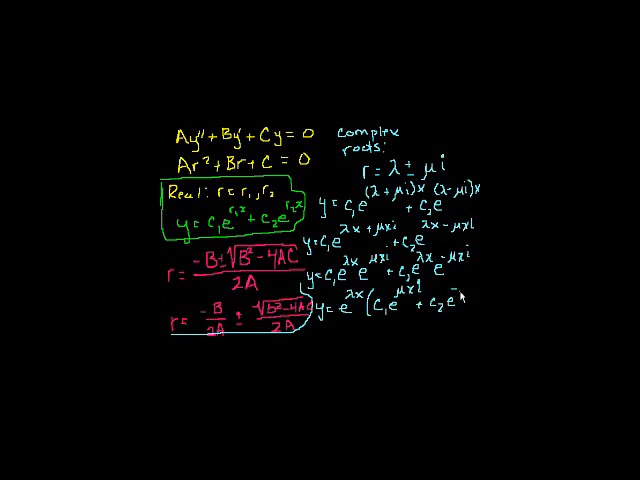 Ay'' + By' + Cy = 0
Ar² + Br + C = 0
Real: r = r₁, r₂
y = c₁e^(r₁x) + c₂e^(r₂x)
r = (-B ± √(B² - 4AC)) / 2A
r = -B/2A ± √(B² - 4AC)/2A
complex
roots:
r = λ ± μi
y = c₁e^((λ + μi)x) + c₂e^((λ - μi)x)
y = c₁e^(λx + μxi) + c₂e^(λx - μxi)
y = c₁e^(λx) e^(μxi) + c₂e^(λx) e^(-μxi)
y = e^(λx) (c₁e^(μxi) + c₂e^(-